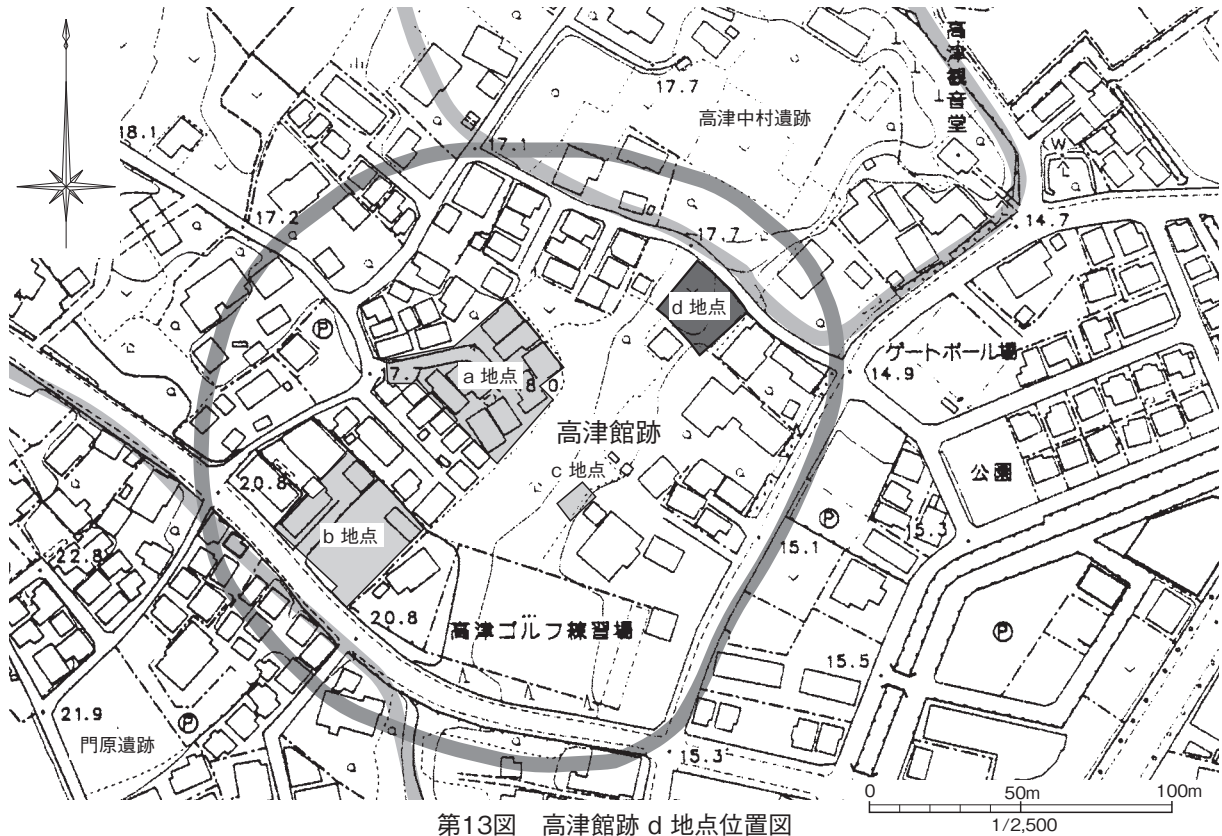 高津観音堂
17.7
高津中村遺跡
18.1
17.1
W
17.2
17.7
14.7
d 地点
P
ゲートボール場
7.7
a 地点
8.0
14.9
高津館跡
c 地点
公園
20.8
b 地点
P
15.3
22.8
15.1
20.8
高津ゴルフ練習場
P
15.5
21.9
P
門原遺跡
15.3
0 50m 100m
1/2,500
第13図 高津館跡 d 地点位置図